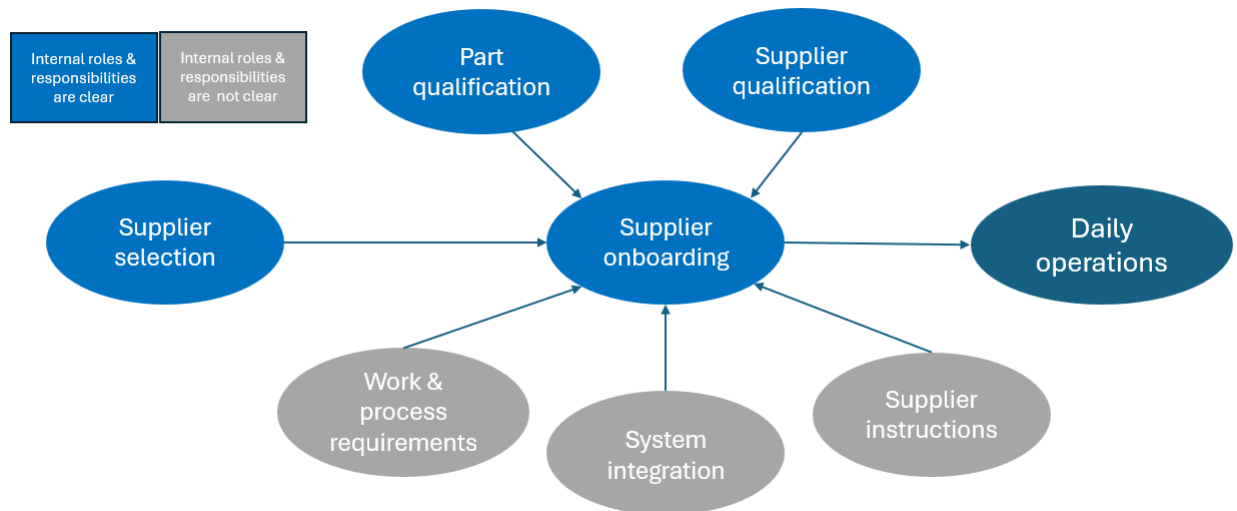 Internal roles &
responsibilities
are clear
Internal roles &
responsibilities
are not clear
Part
qualification
Supplier
qualification
Supplier
selection
Supplier
onboarding
Daily
operations
Work &
process
requirements
System
integration
Supplier
instructions